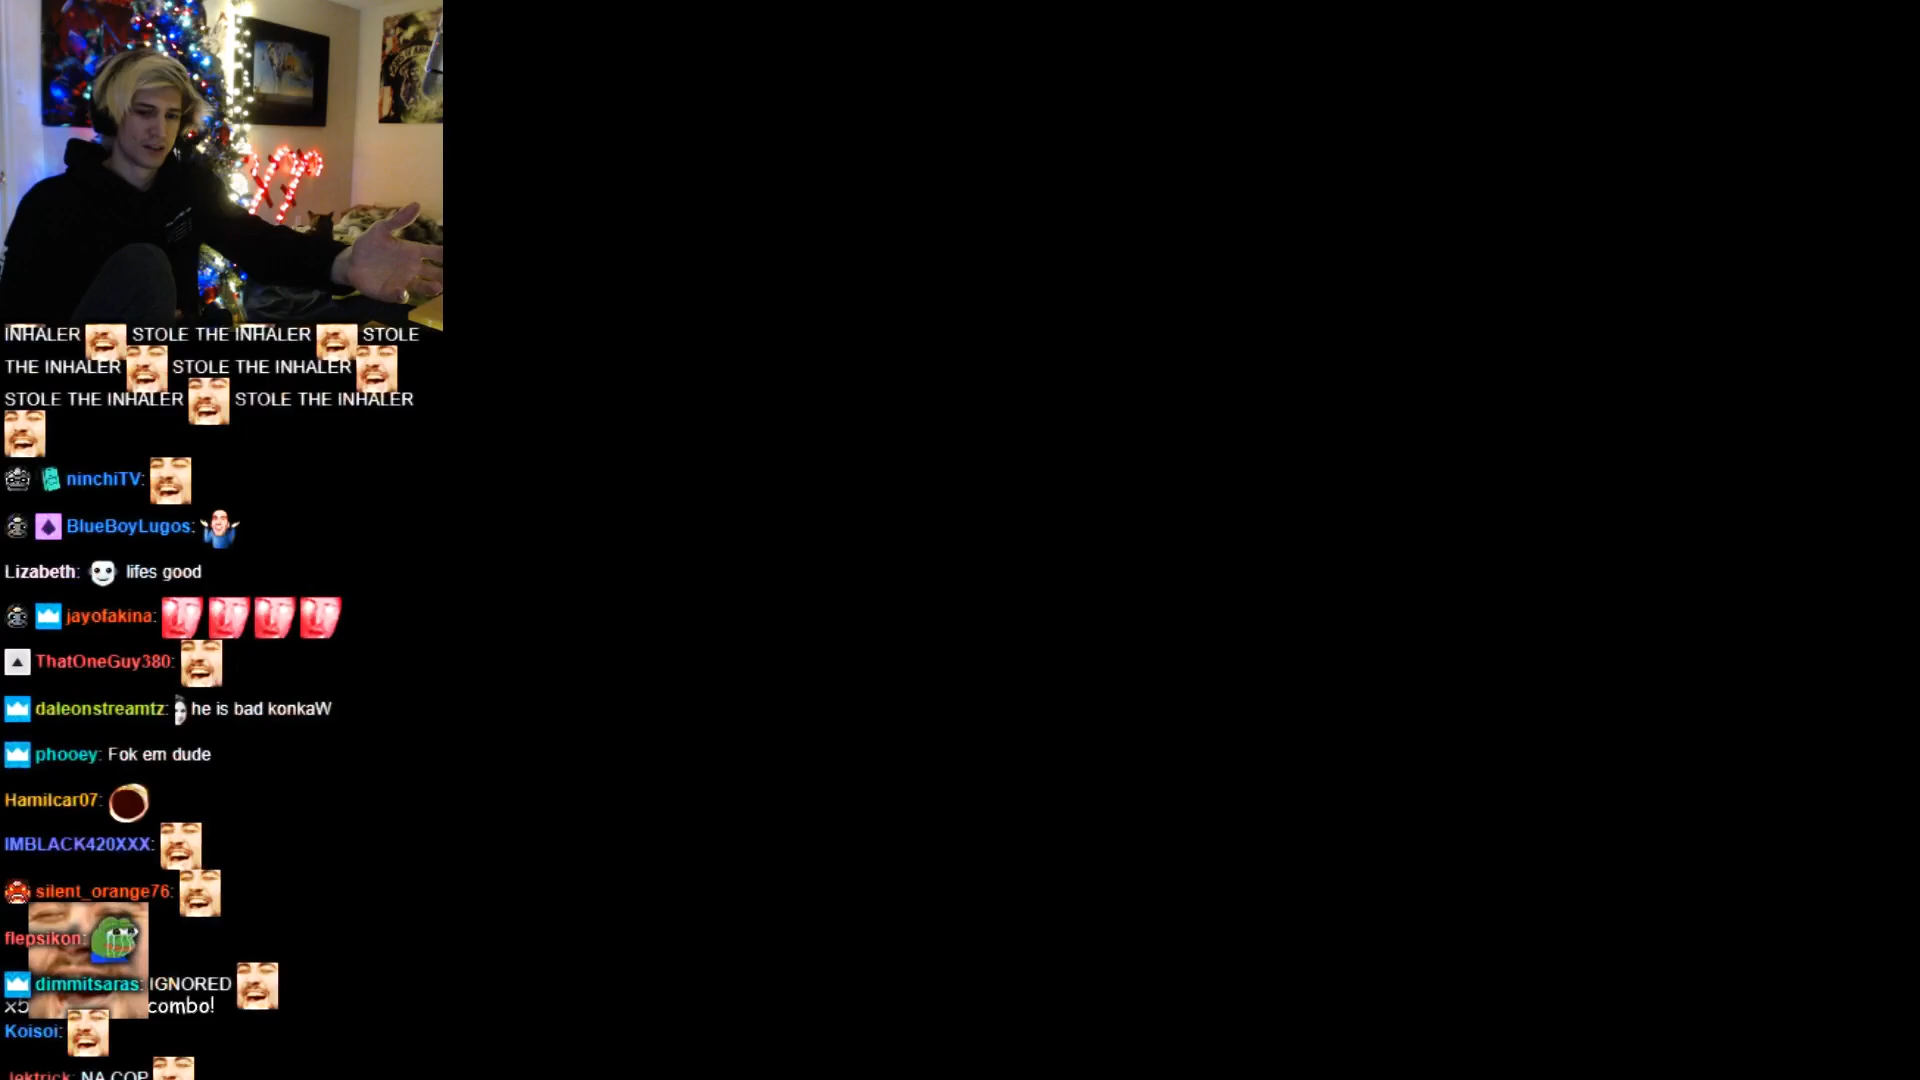 INHALER STOLE THE INHALER STOLE
THE INHALER STOLE THE INHALER
STOLE THE INHALER STOLE THE INHALER
ninchiTV:
BlueBoyLugos:
Lizabeth: lifes good
jayofakina:
ThatOneGuy380:
daleonstreamtz: he is bad konkaW
phooey: Fok em dude
Hamilcar07:
IMBLACK420XXX:
silent_orange76:
flepsikon:
dimmitsaras: IGNORED
x5 combo!
Koisoi:
Jektrick: NA COP